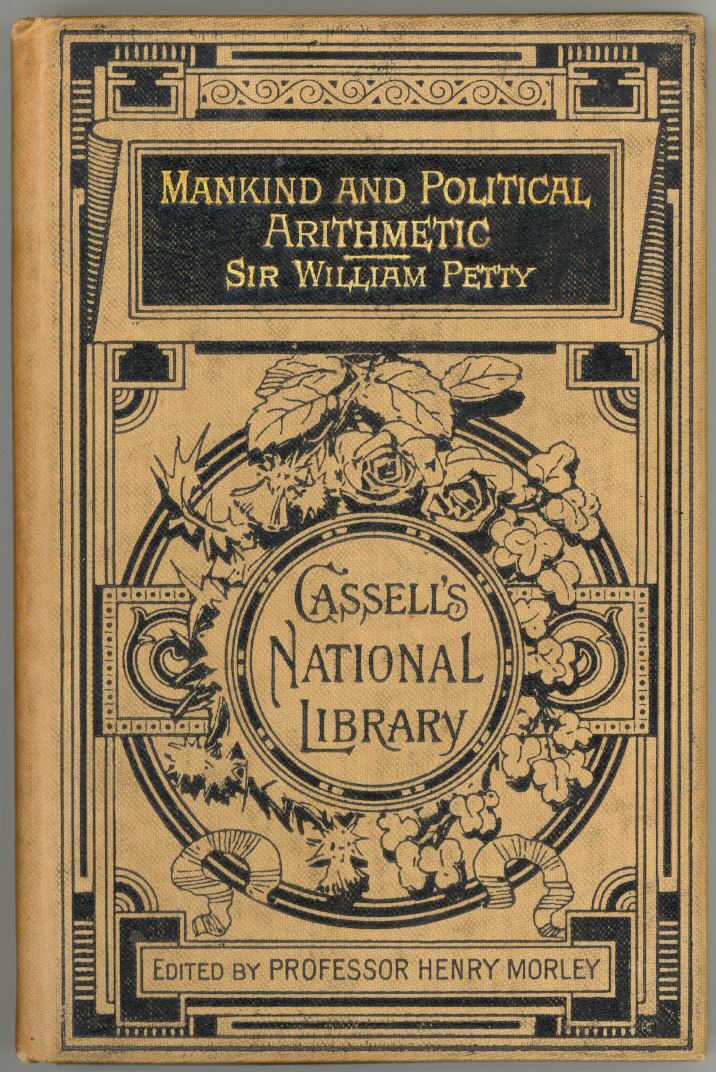 MANKIND AND POLITICAL
ARITHMETIC
SIR WILLIAM PETTY
CASSELL'S
NATIONAL
LIBRARY
EDITED BY PROFESSOR HENRY MORLEY